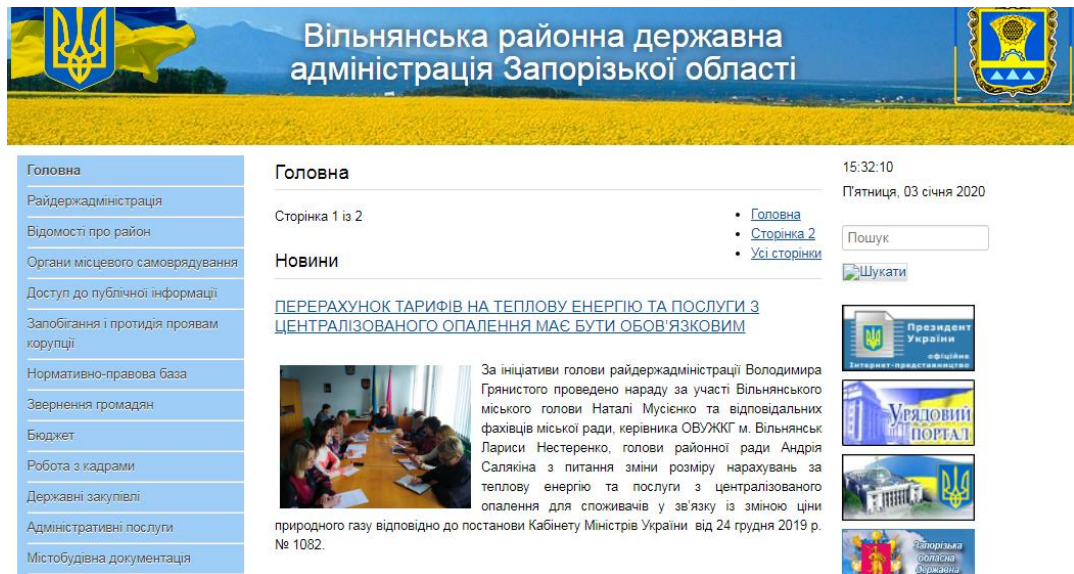 Вільнянська районна державна
адміністрація Запорізької області
Головна
Райдержадміністрація
Відомості про район
Органи місцевого самоврядування
Доступ до публічної інформації
Запобігання і протидія проявам
корупції
Нормативно-правова база
Звернення громадян
Бюджет
Робота з кадрами
Державні закупівлі
Адміністративні послуги
Містобудівна документація
Головна
Сторінка 1 із 2
Головна
Сторінка 2
Усі сторінки
Новини
ПЕРЕРАХУНОК ТАРИФІВ НА ТЕПЛОВУ ЕНЕРГІЮ ТА ПОСЛУГИ З
ЦЕНТРАЛІЗОВАНОГО ОПАЛЕННЯ МАЄ БУТИ ОБОВ’ЯЗКОВИМ
За ініціативи голови райдержадміністрації Володимира
Грянистого проведено нараду за участі Вільнянського
міського голови Наталі Мусієнко та відповідальних
фахівців міської ради, керівника ОВУЖКГ м. Вільнянськ
Лариси Нестеренко, голови районної ради Андрія
Салякіна з питання зміни розміру нарахувань за
теплову енергію та послуги з централізованого
опалення для споживачів у зв’язку із зміною ціни
природного газу відповідно до постанови Кабінету Міністрів України від 24 грудня 2019 р.
№ 1082.
15:32:10
П'ятниця, 03 січня 2020
Пошук
Шукати
Президент
України
офіційне
Інтернет-представництво
Урядовий
портал
Запорізька
обласна
Державна